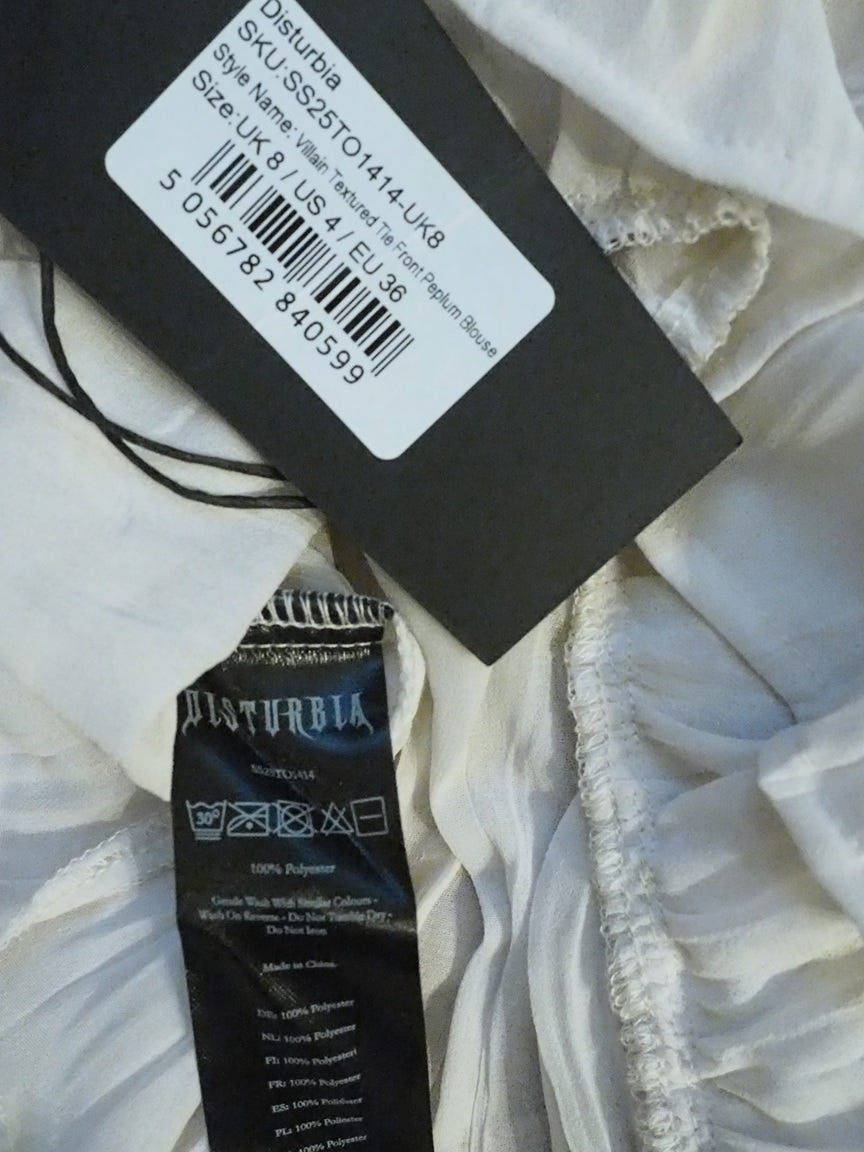 Disturbia
SKU:SS25TO1414-UK8
Style Name: Villain Textured Tie Front Peplum Blouse
Size:UK 8 / US 4 / EU 36
5 056782 840599
DISTURBIA
SS25TO1414
30°
100% Polyester
Gentle Wash With Similar Colours -
Wash On Reverse - Do Not Tumble Dry -
Do Not Iron
Made in China.
DE: 100% Polyester
NL: 100% Polyester
FI: 100% Polyesteri
FR: 100% Polyester
ES: 100% Poliéster
PL: 100% Poliester
100% Polyester